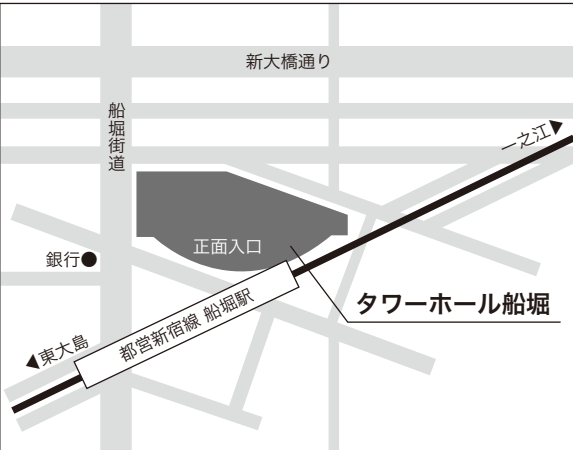 新大橋通り
船堀街道
一之江▶
正面入口
銀行●
タワーホール船堀
都営新宿線 船堀駅
◀東大島